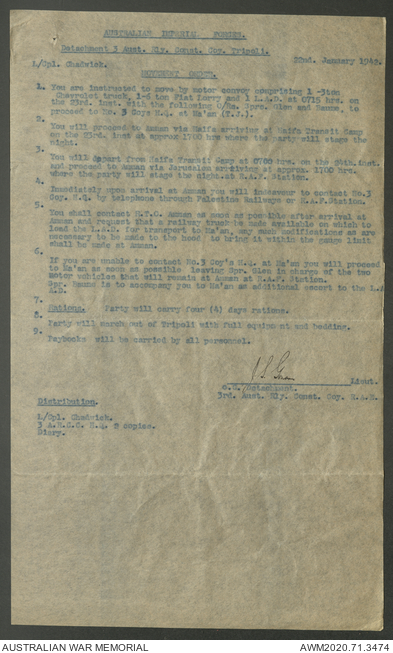 AUSTRALIAN IMPERIAL FORCES.
Detachment 3 Aust. Rly. Const. Coy. Tripoli.
L/Cpl. Chadwick. 22nd. January 1942.
MOVEMENT ORDER.
1. You are instructed to move by motor convoy comprising 1 -3ton
Chevrolet truck, 1-6 ton Fiat Lorry and 1 L.A.D. at 0715 hrs. on
the 23rd. inst. with the following O/Rs. Sprs. Glen and to
proceed to No. 3 Coys H.Q. at Ma'an (T.J.).
2.
You will proceed to Amman via Haifa arriving at Haifa Transit Camp
on the 23rd. inst at approx 1700 hrs where the party will stage the
night.
3.
You will depart from Haifa Transit Camp at 0700 hrs. on the 24th.inst.
and proceed to Amman via Jerusalem arriving at approx. 1700 hrs.
where the party will stage the night.at R.A.F. Station.
4.
Immediately upon arrival at Amman you will endeavour to contact No.3
Coy. H.Q. by telephone through Palestine Railways or R.A.F.Station.
5.
You shall contact R.T.O. Amman as soon as possible after arrival at
Amman and request that a railway truck be made available on which to
load the L.A.D. for transport to Ma'an, any such modifications as are
necessary to be made to the hood to bring it within the gauge limit
shall be made at Amman.
6.
If you are unable to contact No.3 Coy's H.Q. at Ma'an you will proceed
to Ma'an as soon as possible leaving Spr. Glen in charge of the two
motor vehicles that will remain at Amman at R.A.F. Station.
Spr. is to accompany you to Ma'an as additional escort to the L.A
A.D.
7.
Rations. Party will carry four (4) days rations.
8.
Party will march out of Tripoli with full equipment and bedding.
9.
Paybooks will be carried by all personnel.
Lieut.
O.C./Detachment.
3rd. Aust. Rly. Const. Coy. R.A.E.
Distribution.
L/Cpl. Chadwick.
3 A.R.C.C. H.Q. 2 copies.
Diary.
AUSTRALIAN WAR MEMORIAL AWM2020.71.3474